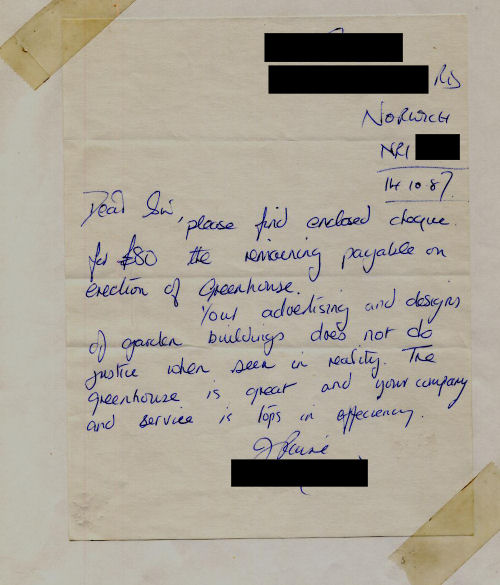 RD
NORWICH
NR1
14.10.87.
Dear Sir,
please find enclosed cheque
for £80 the remaining payable on
erection of Greenhouse.
Your advertising and designs
of garden buildings does not do
justice when seen in reality. The
greenhouse is great and your company
and service is tops in effeciency.